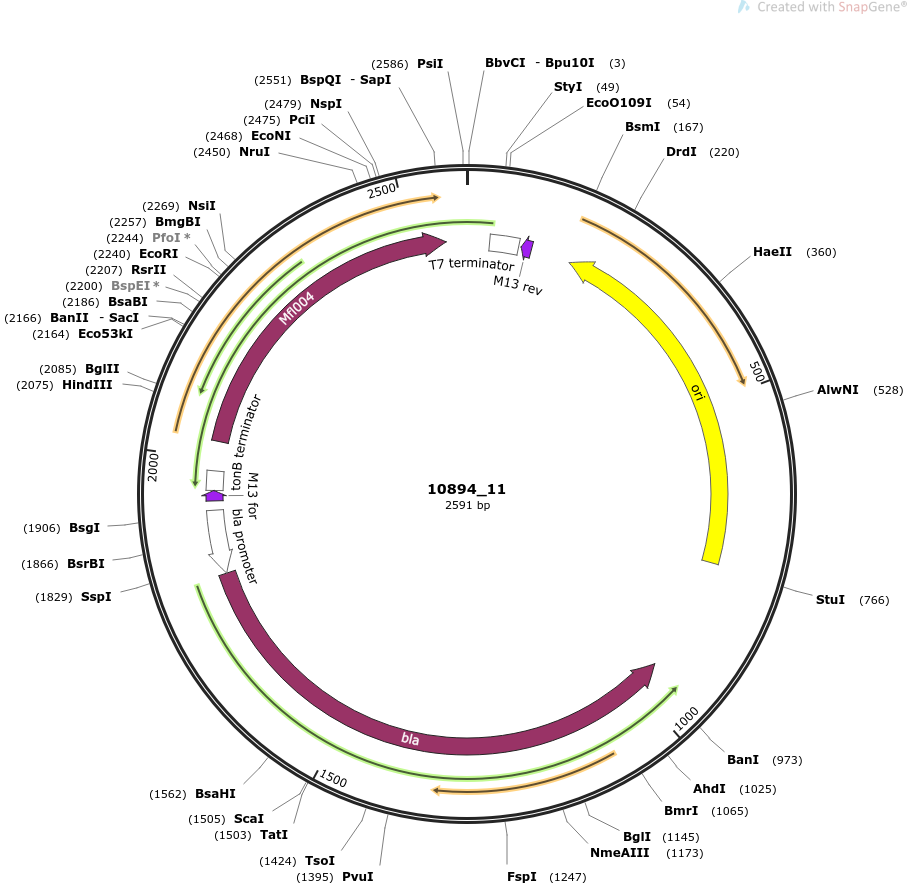 Created with SnapGene®
(2586) PsiI
BbvCI - Bpu10I (3)
(2551) BspQI - SapI
StyI (49)
(2479) NspI
EcoO109I (54)
(2475) PciI
BsmI (167)
(2468) EcoNI
(2450) NruI
DrdI (220)
2500
(2269) NsiI
(2257) BmgBI
(2244) PfoI *
(2240) EcoRI
(2207) RsrII
(2200) BspEI *
(2186) BsaBI
(2166) BanII - SacI
(2164) Eco53kI
(2085) BglII
(2075) HindIII
HaeII (360)
T7 terminator
M13 rev
Mfl004
ori
500
AlwNI (528)
2000
tonB terminator
M13 for
bla promoter
10894_11
2591 bp
(1906) BsgI
(1866) BsrBI
(1829) SspI
StuI (766)
bla
1000
BanI (973)
AhdI (1025)
BmrI (1065)
1500
(1562) BsaHI
(1505) ScaI
(1503) TatI
BglI (1145)
NmeAIII (1173)
(1424) TsoI
(1395) PvuI
FspI (1247)